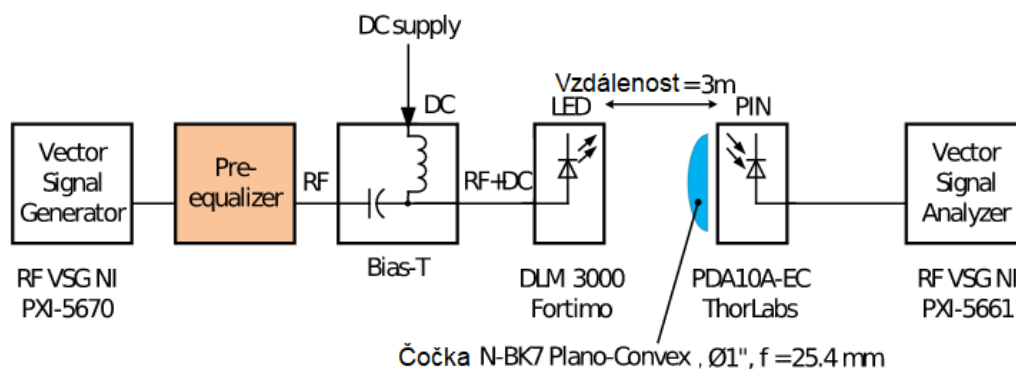 DC supply
DC
Vzdálenost =3m
LED
PIN
Vector
Signal
Generator
Pre-
equalizer
RF
RF+DC
Vector
Signal
Analyzer
RF VSG NI
PXI-5670
Bias-T
DLM 3000
Fortimo
PDA10A-EC
ThorLabs
RF VSG NI
PXI-5661
Čočka N-BK7 Plano-Convex , Ø1", f = 25.4 mm